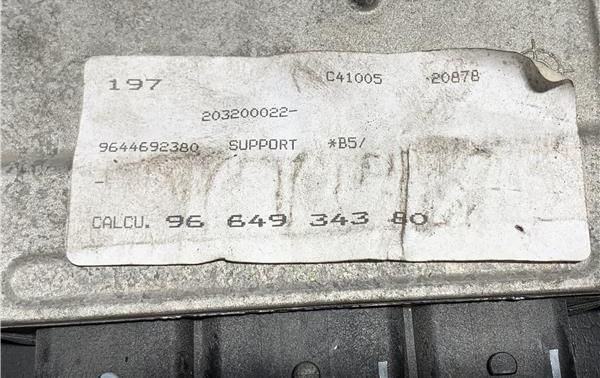 197 C41005 20878
203200022-
9644692380 SUPPORT *B5/
-
CALCU. 96 649 343 80